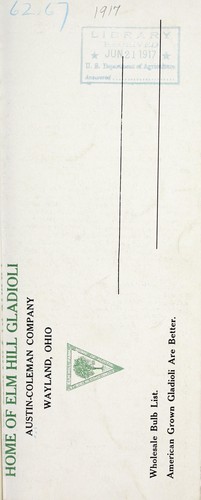 62.67
1917
LIBRARY
RECEIVED
★ JUN 21 1917 ★
U. S. Department of Agriculture
HOME OF ELM HILL GLADIOLI
AUSTIN-COLEMAN COMPANY
WAYLAND, OHIO
Wholesale Bulb List.
American Grown Gladioli Are Better.